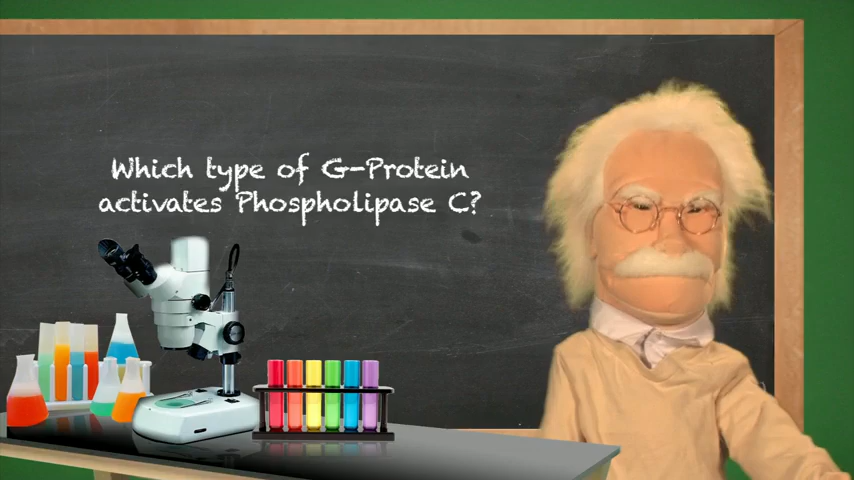 Which type of G-Protein
activates Phospholipase C?